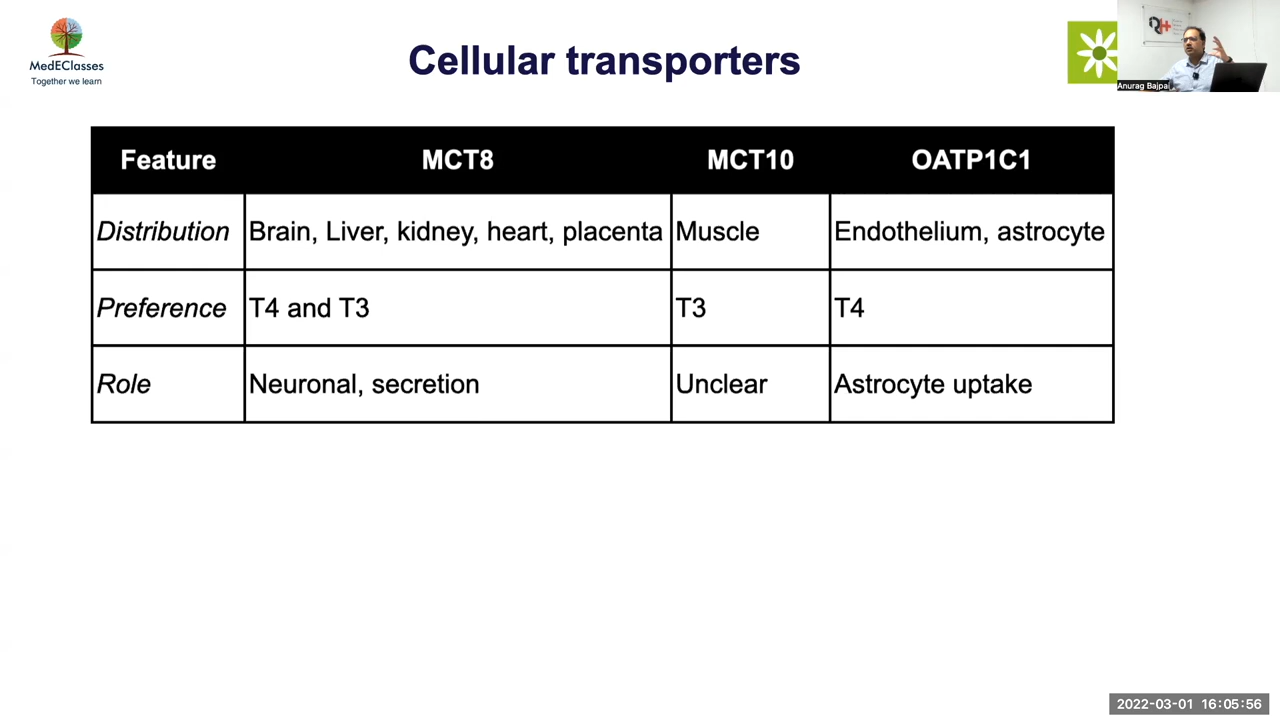 MedEClasses
Together we learn
Cellular transporters
Anurag Bajpai
Feature MCT8 MCT10 OATP1C1
Distribution Brain, Liver, kidney, heart, placenta Muscle Endothelium, astrocyte
Preference T4 and T3 T3 T4
Role Neuronal, secretion Unclear Astrocyte uptake
2022-03-01 16:05:56